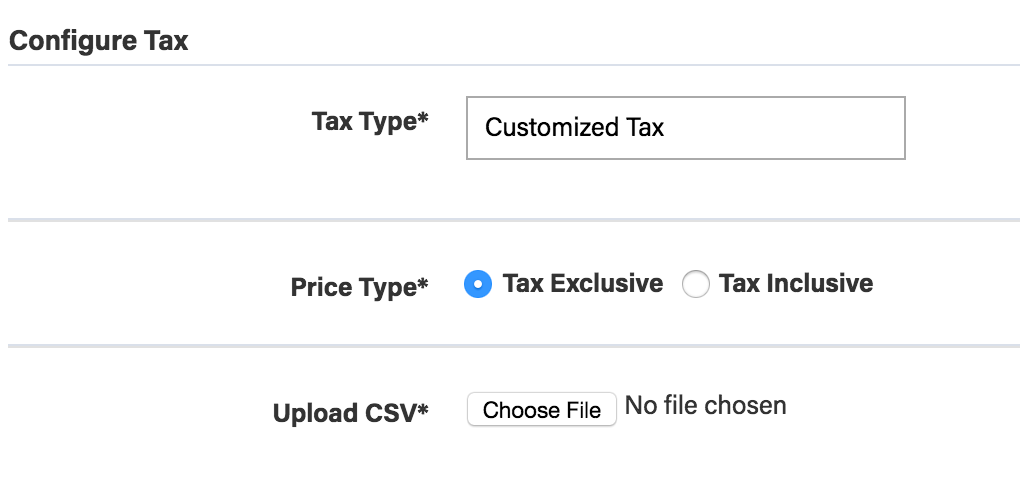 Configure Tax
Tax Type* Customized Tax
Price Type* Tax Exclusive Tax Inclusive
Upload CSV* Choose File No file chosen